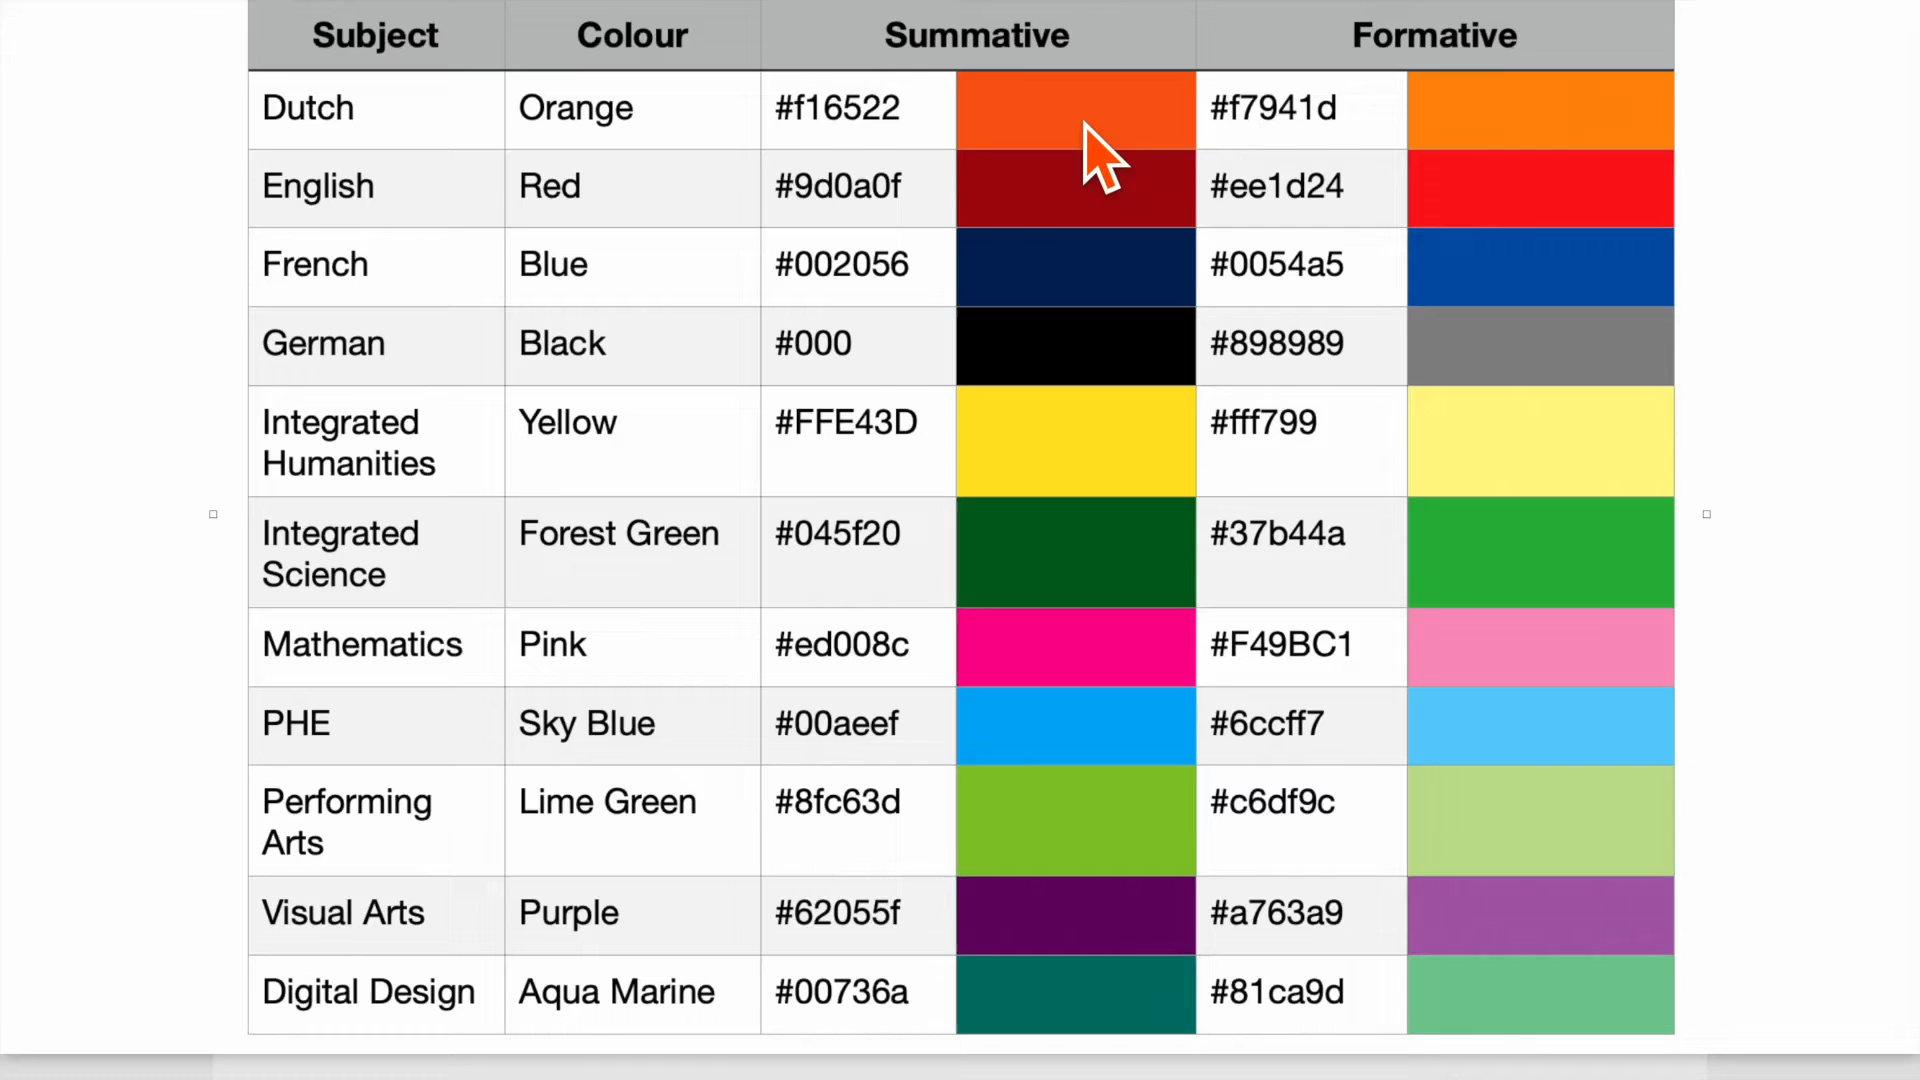 Subject Colour Summative Formative
Dutch Orange #f16522 #f7941d
English Red #9d0a0f #ee1d24
French Blue #002056 #0054a5
German Black #000 #898989
Integrated Yellow #FFE43D #fff799
Humanities
Integrated Forest Green #045f20 #37b44a
Science
Mathematics Pink #ed008c #F49BC1
PHE Sky Blue #00aeef #6ccff7
Performing Lime Green #8fc63d #c6df9c
Arts
Visual Arts Purple #62055f #a763a9
Digital Design Aqua Marine #00736a #81ca9d